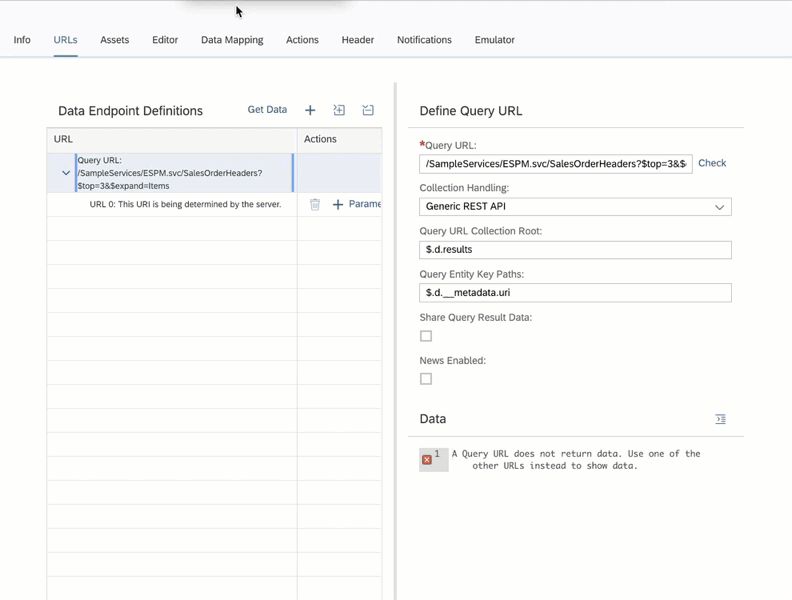 Info URLs Assets Editor Data Mapping Actions Header Notifications Emulator
Data Endpoint Definitions Get Data
URL Actions
Query URL:
/SampleServices/ESPM.svc/SalesOrderHeaders?
$top=3&$expand=Items
URL 0: This URI is being determined by the server. Parame
Define Query URL
*Query URL:
/SampleServices/ESPM.svc/SalesOrderHeaders?$top=3&$ Check
Collection Handling:
Generic REST API
Query URL Collection Root:
$.d.results
Query Entity Key Paths:
$.d.__metadata.uri
Share Query Result Data:
News Enabled:
Data
1 A Query URL does not return data. Use one of the
other URLs instead to show data.